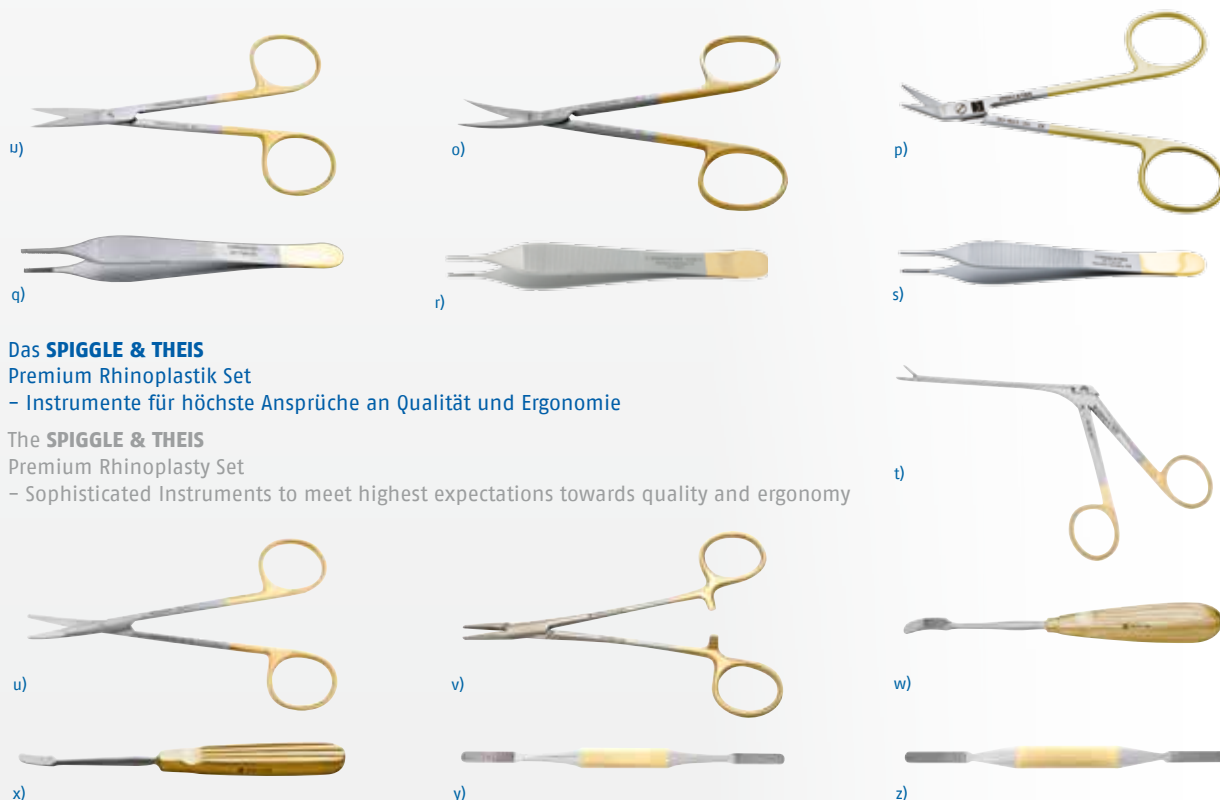 u)
o)
p)
q)
r)
s)
Das SPIGGLE & THEIS
Premium Rhinoplastik Set
– Instrumente für höchste Ansprüche an Qualität und Ergonomie
The SPIGGLE & THEIS
Premium Rhinoplasty Set
– Sophisticated Instruments to meet highest expectations towards quality and ergonomy
t)
u)
v)
w)
x)
y)
z)